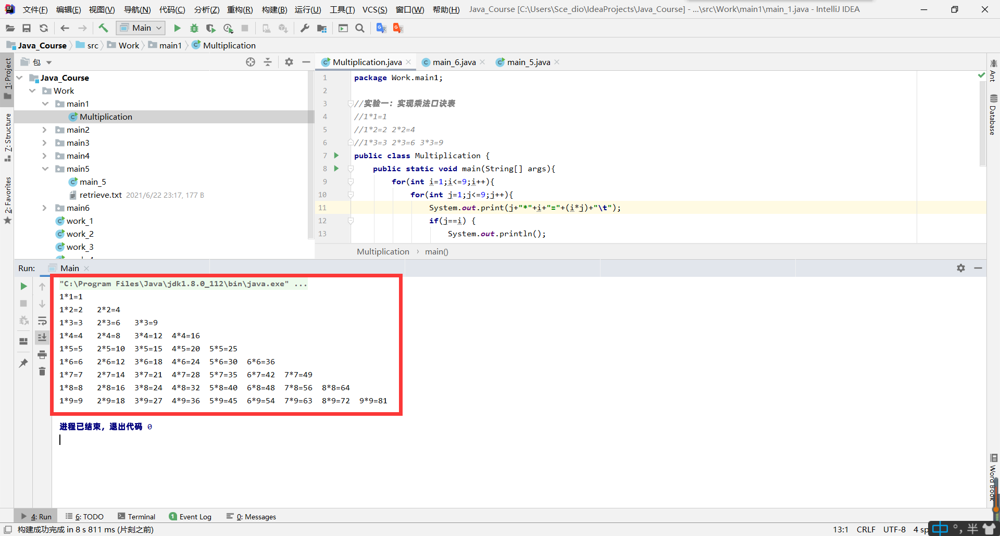 文件(F) 编辑(E) 视图(V) 导航(N) 代码(C) 分析(Z) 重构(R) 构建(B) 运行(U) 工具(T) VCS(S) 窗口(W) 帮助(H) Java_Course [C:\Users\Sce_dio\IdeaProjects\Java_Course] - ...\src\Work\main1\main_1.java - IntelliJ IDEA
Main
Java_Course src Work main1 Multiplication
1: Project
7: Structure
2: Favorites
包
Java_Course
Work
main1
Multiplication
main2
main3
main4
main5
main_5
retrieve.txt 2021/6/22 23:17, 177 B
main6
work_1
work_2
work_3
Multiplication.java main_6.java main_5.java
1 package Work.main1;
2
3 //实验一: 实现乘法口诀表
4 //1*1=1
5 //1*2=2 2*2=4
6 //1*3=3 2*3=6 3*3=9
7 public class Multiplication {
8 public static void main(String[] args){
9 for(int i=1;i<=9;i++){
10 for(int j=1;j<=9;j++){
11 System.out.print(j+"*"+i+"="+(i*j)+"\t");
12 if(j==i) {
13 System.out.println();
Multiplication › main()
Ant
Database
Word Book
Run: Main
"C:\Program Files\Java\jdk1.8.0_112\bin\java.exe" ...
1*1=1
1*2=2 2*2=4
1*3=3 2*3=6 3*3=9
1*4=4 2*4=8 3*4=12 4*4=16
1*5=5 2*5=10 3*5=15 4*5=20 5*5=25
1*6=6 2*6=12 3*6=18 4*6=24 5*6=30 6*6=36
1*7=7 2*7=14 3*7=21 4*7=28 5*7=35 6*7=42 7*7=49
1*8=8 2*8=16 3*8=24 4*8=32 5*8=40 6*8=48 7*8=56 8*8=64
1*9=9 2*9=18 3*9=27 4*9=36 5*9=45 6*9=54 7*9=63 8*9=72 9*9=81
进程已结束，退出代码 0
4: Run 6: TODO Terminal 1 Event Log 0: Messages
构建成功完成 in 8 s 811 ms (片刻之前) 13:1 CRLF UTF-8 4 sp 中 °, 半